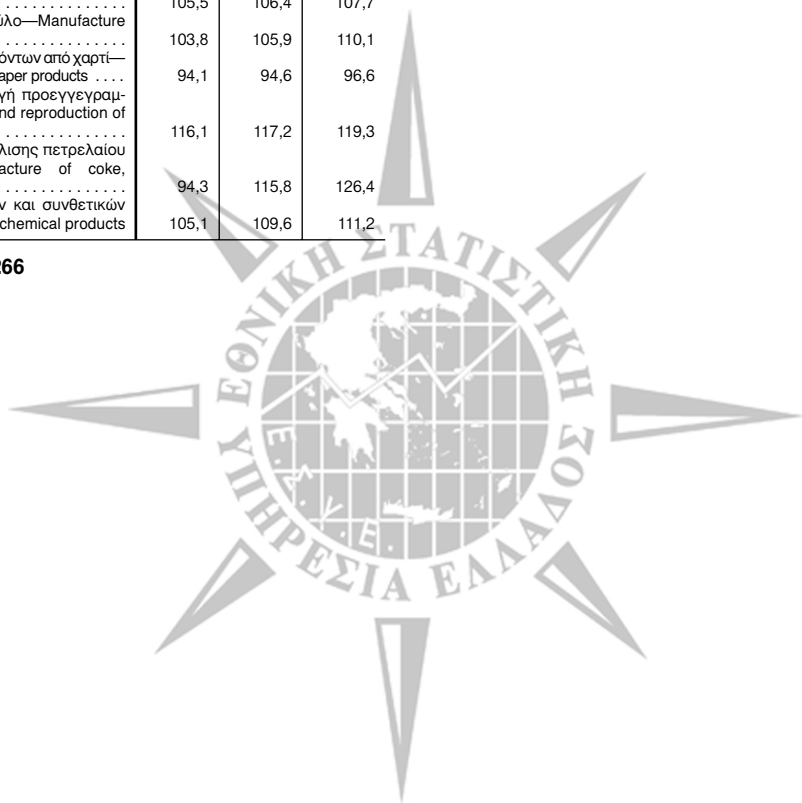 . . . . . . . . . . . . . . 105,5 106,4 107,7
ύλο—Manufacture
. . . . . . . . . . . . . . 103,8 105,9 110,1
όντων από χαρτί—
aper products . . . . 94,1 94,6 96,6
γή προεγγεγραμ-
nd reproduction of
. . . . . . . . . . . . . . 116,1 117,2 119,3
λισης πετρελαίου
acture of coke,
. . . . . . . . . . . . . . 94,3 115,8 126,4
ν και συνθετικών
chemical products 105,1 109,6 111,2
266
ΕΘΝΙΚΗ ΣΤΑΤΙΣΤΙΚΗ
ΥΠΗΡΕΣΙΑ ΕΛΛΑΔΟΣ
Ε.Σ.Υ.Ε.